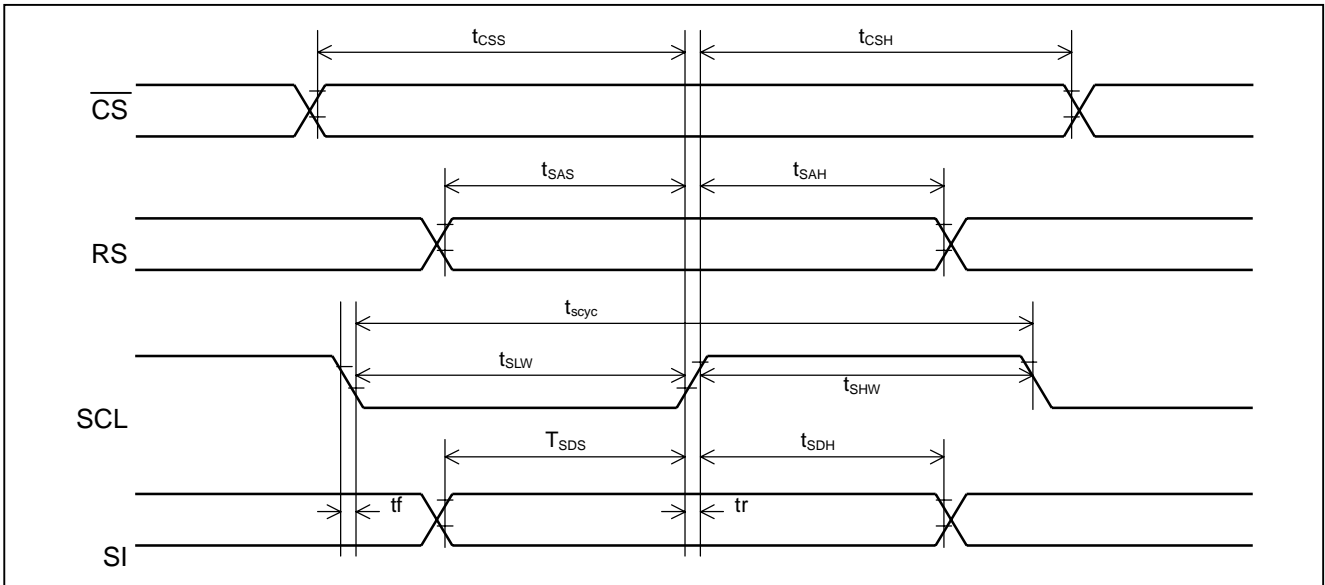 tCSS tCSH
CS
tSAS tSAH
RS
tscyc
tSLW
tSHW
SCL
TSDS tSDH
tf tr
SI